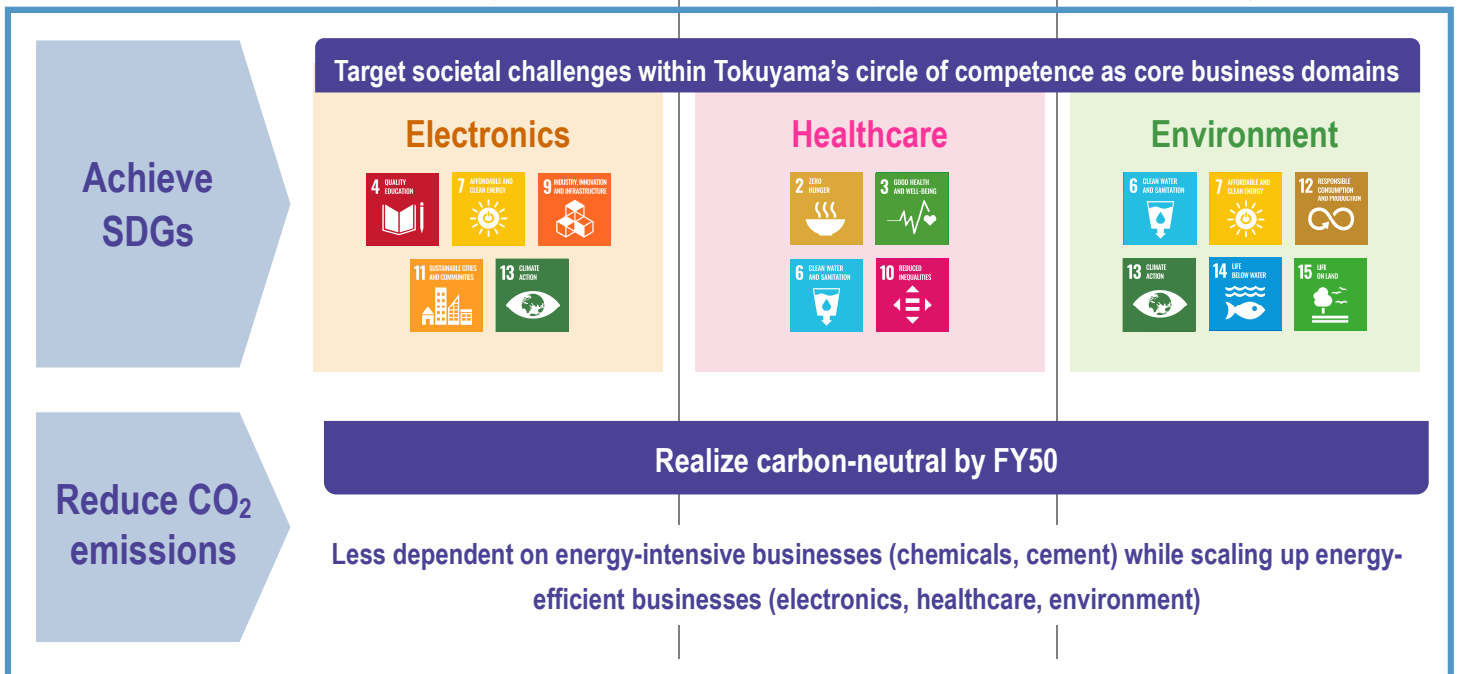 Target societal challenges within Tokuyama's circle of competence as core business domains
Achieve
SDGs
Electronics
4 QUALITY
EDUCATION
7 AFFORDABLE AND
CLEAN ENERGY
9 INDUSTRY, INNOVATION
AND INFRASTRUCTURE
11 SUSTAINABLE CITIES
AND COMMUNITIES
13 CLIMATE
ACTION
Healthcare
2 ZERO
HUNGER
3 GOOD HEALTH
AND WELL-BEING
6 CLEAN WATER
AND SANITATION
10 REDUCED
INEQUALITIES
Environment
6 CLEAN WATER
AND SANITATION
7 AFFORDABLE AND
CLEAN ENERGY
12 RESPONSIBLE
CONSUMPTION
AND PRODUCTION
13 CLIMATE
ACTION
14 LIFE
BELOW WATER
15 LIFE
ON LAND
Reduce CO₂
emissions
Realize carbon-neutral by FY50
Less dependent on energy-intensive businesses (chemicals, cement) while scaling up energy-
efficient businesses (electronics, healthcare, environment)